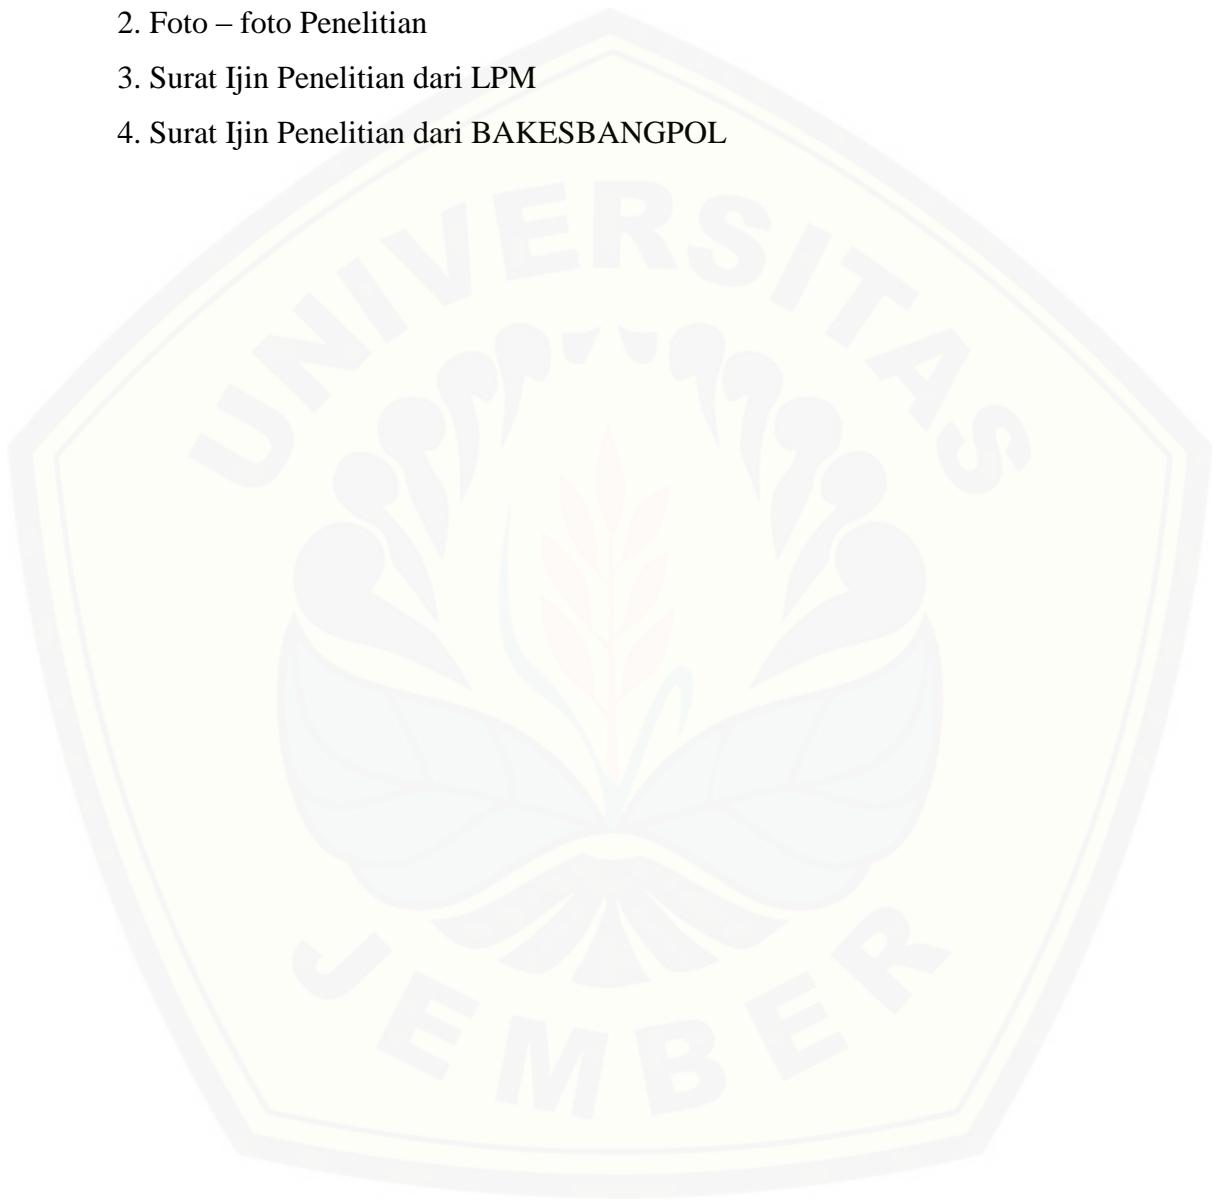 2. Foto – foto Penelitian
3. Surat Ijin Penelitian dari LPM
4. Surat Ijin Penelitian dari BAKESBANGPOL
UNIVERSITAS
JEMBER